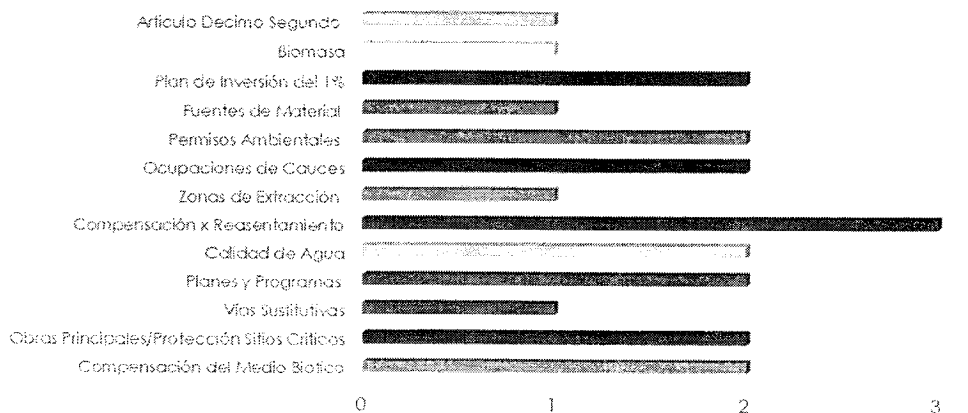 Artículo Decimo Segundo
Biomasa
Plan de Inversión del 1%
Fuentes de Material
Permisos Ambientales
Ocupaciones de Cauces
Zonas de Extracción
Compensación x Reasentamiento
Calidad de Agua
Planes y Programas
Vías Sustitutivas
Obras Principales/Protección Sitios Críticos
Compensación del Medio Biotico
0 1 2 3